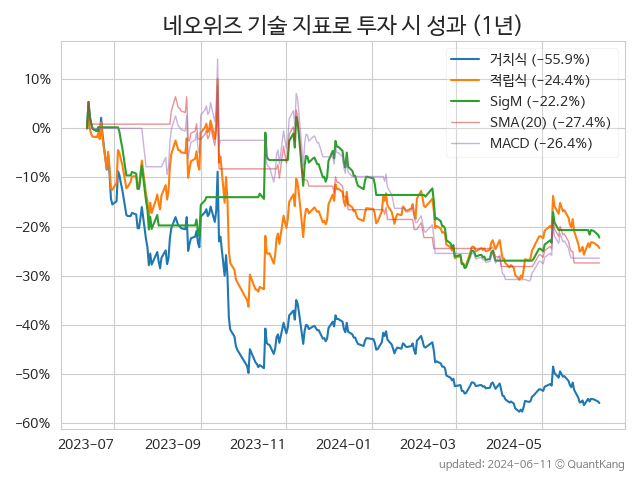 네오위즈 기술 지표로 투자 시 성과 (1년)
거치식 (−55.9%)
적립식 (−24.4%)
SigM (−22.2%)
SMA(20) (−27.4%)
MACD (−26.4%)
10%
0%
−10%
−20%
−30%
−40%
−50%
−60%
2023−07 2023−09 2023−11 2024−01 2024−03 2024−05
updated: 2024−06−11 © QuantKang